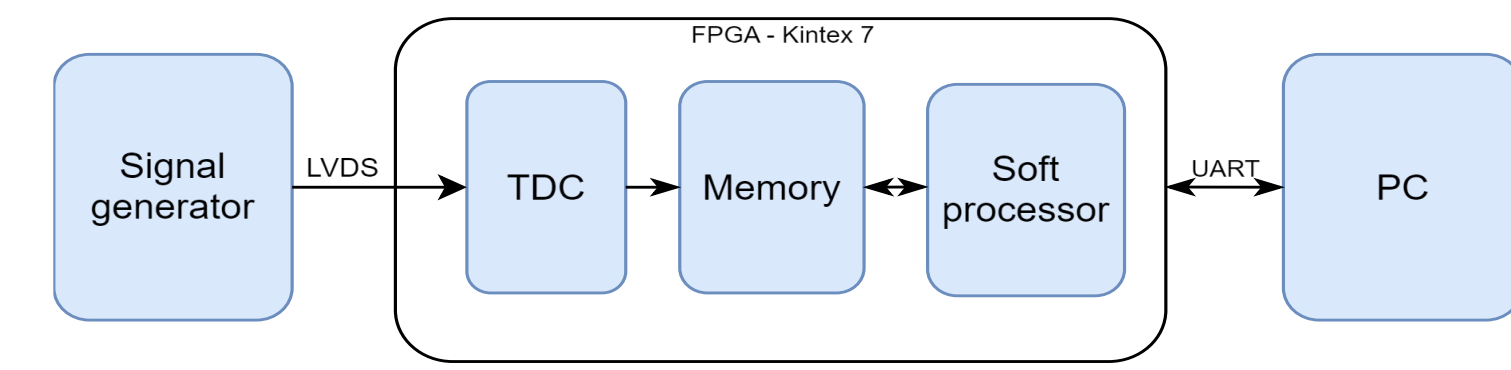 FPGA - Kintex 7
Signal
generator
LVDS
TDC
Memory
Soft
processor
UART
PC